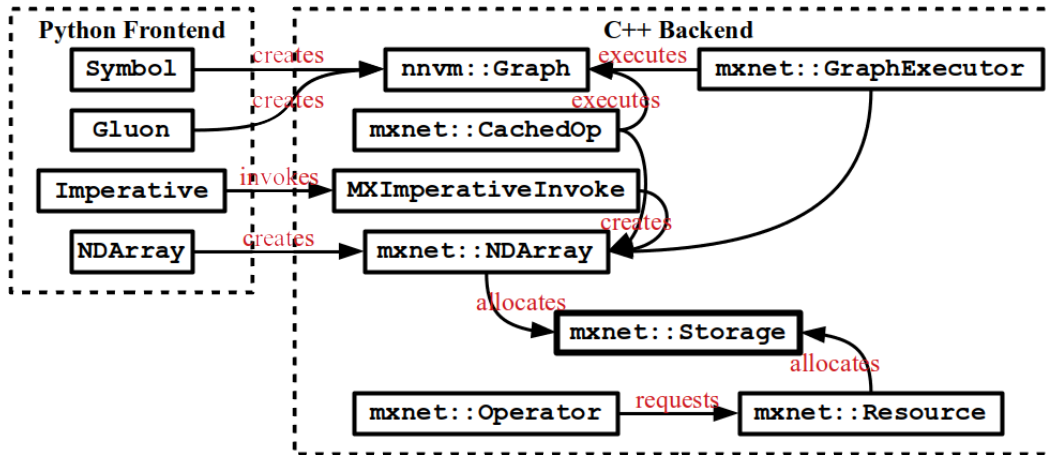 Python Frontend
C++ Backend
Symbol
creates
nnvm::Graph
executes
mxnet::GraphExecutor
creates
executes
Gluon
mxnet::CachedOp
Imperative
invokes
MXImperativeInvoke
creates
NDArray
creates
mxnet::NDArray
allocates
mxnet::Storage
allocates
mxnet::Operator
requests
mxnet::Resource